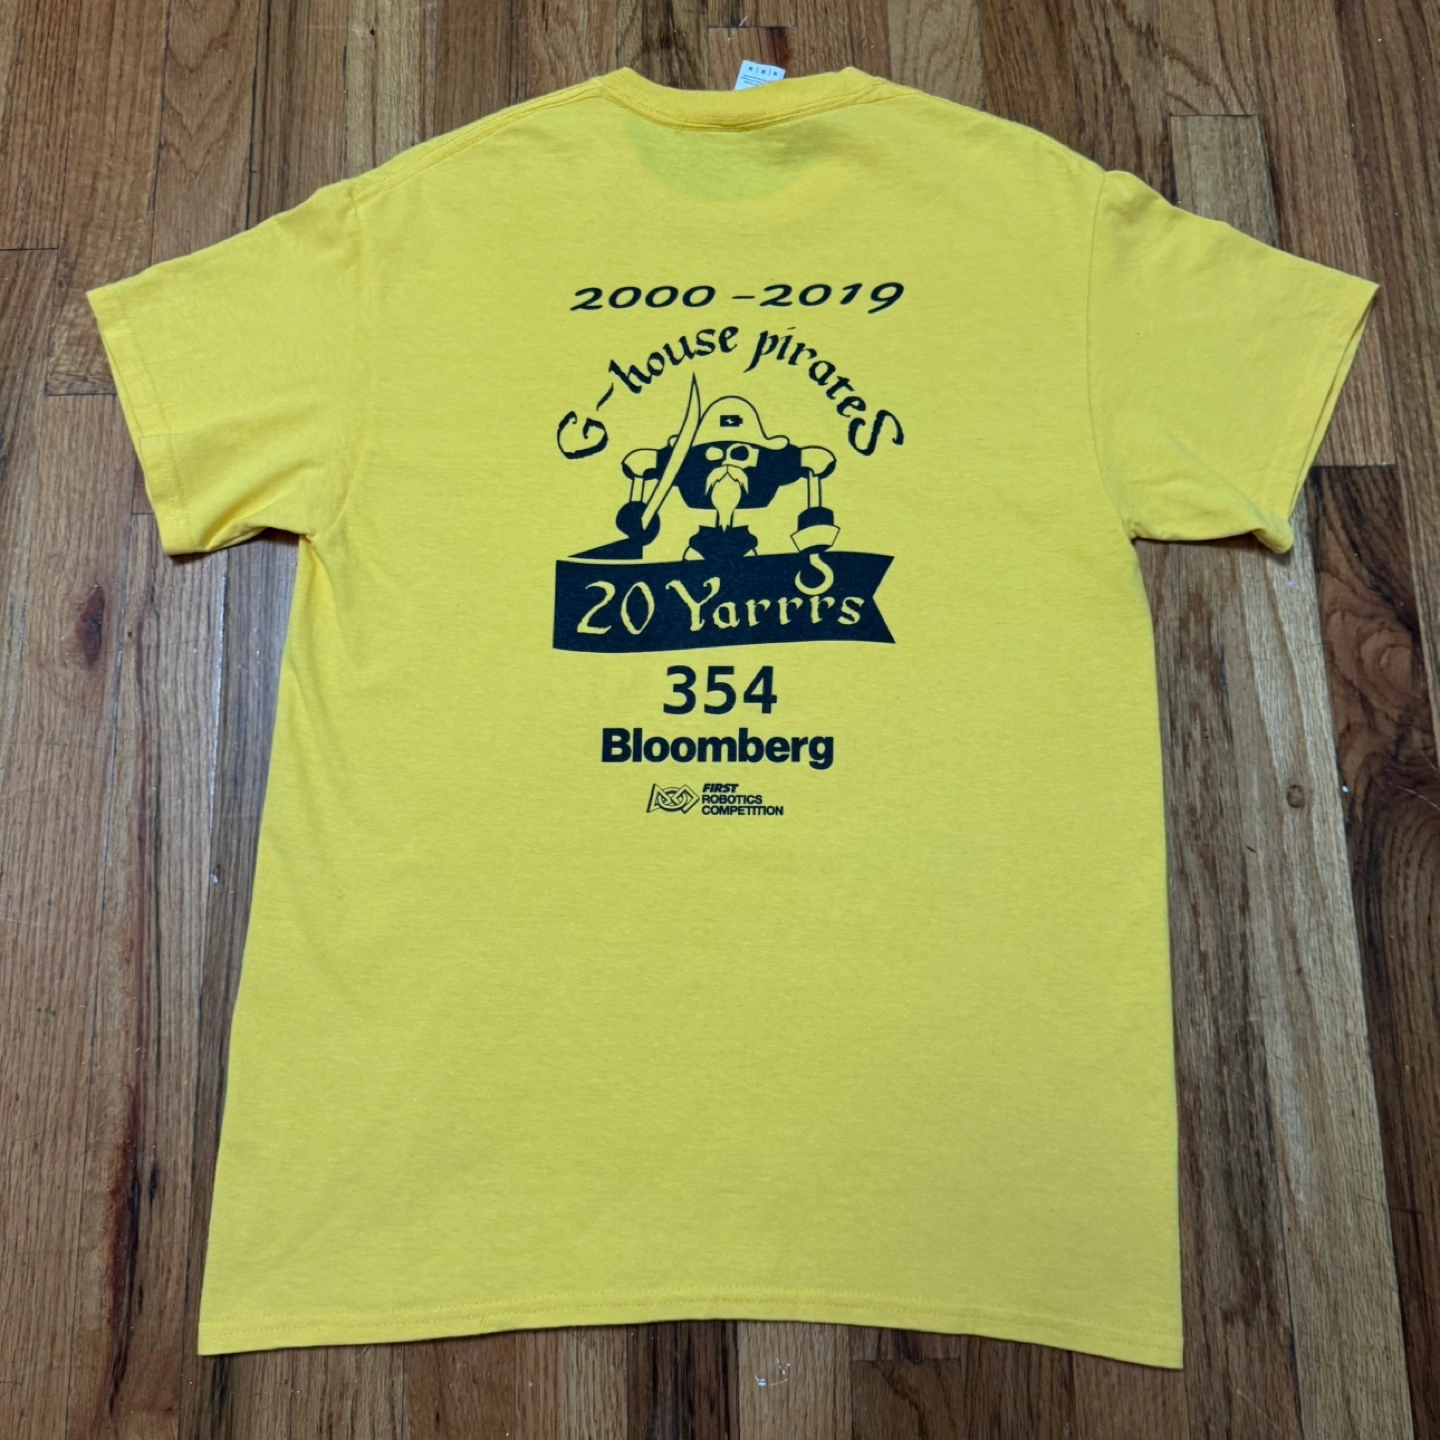 2000 - 2019
G-house pirates
20 Yarrrs
354
Bloomberg
FIRST
ROBOTICS
COMPETITION